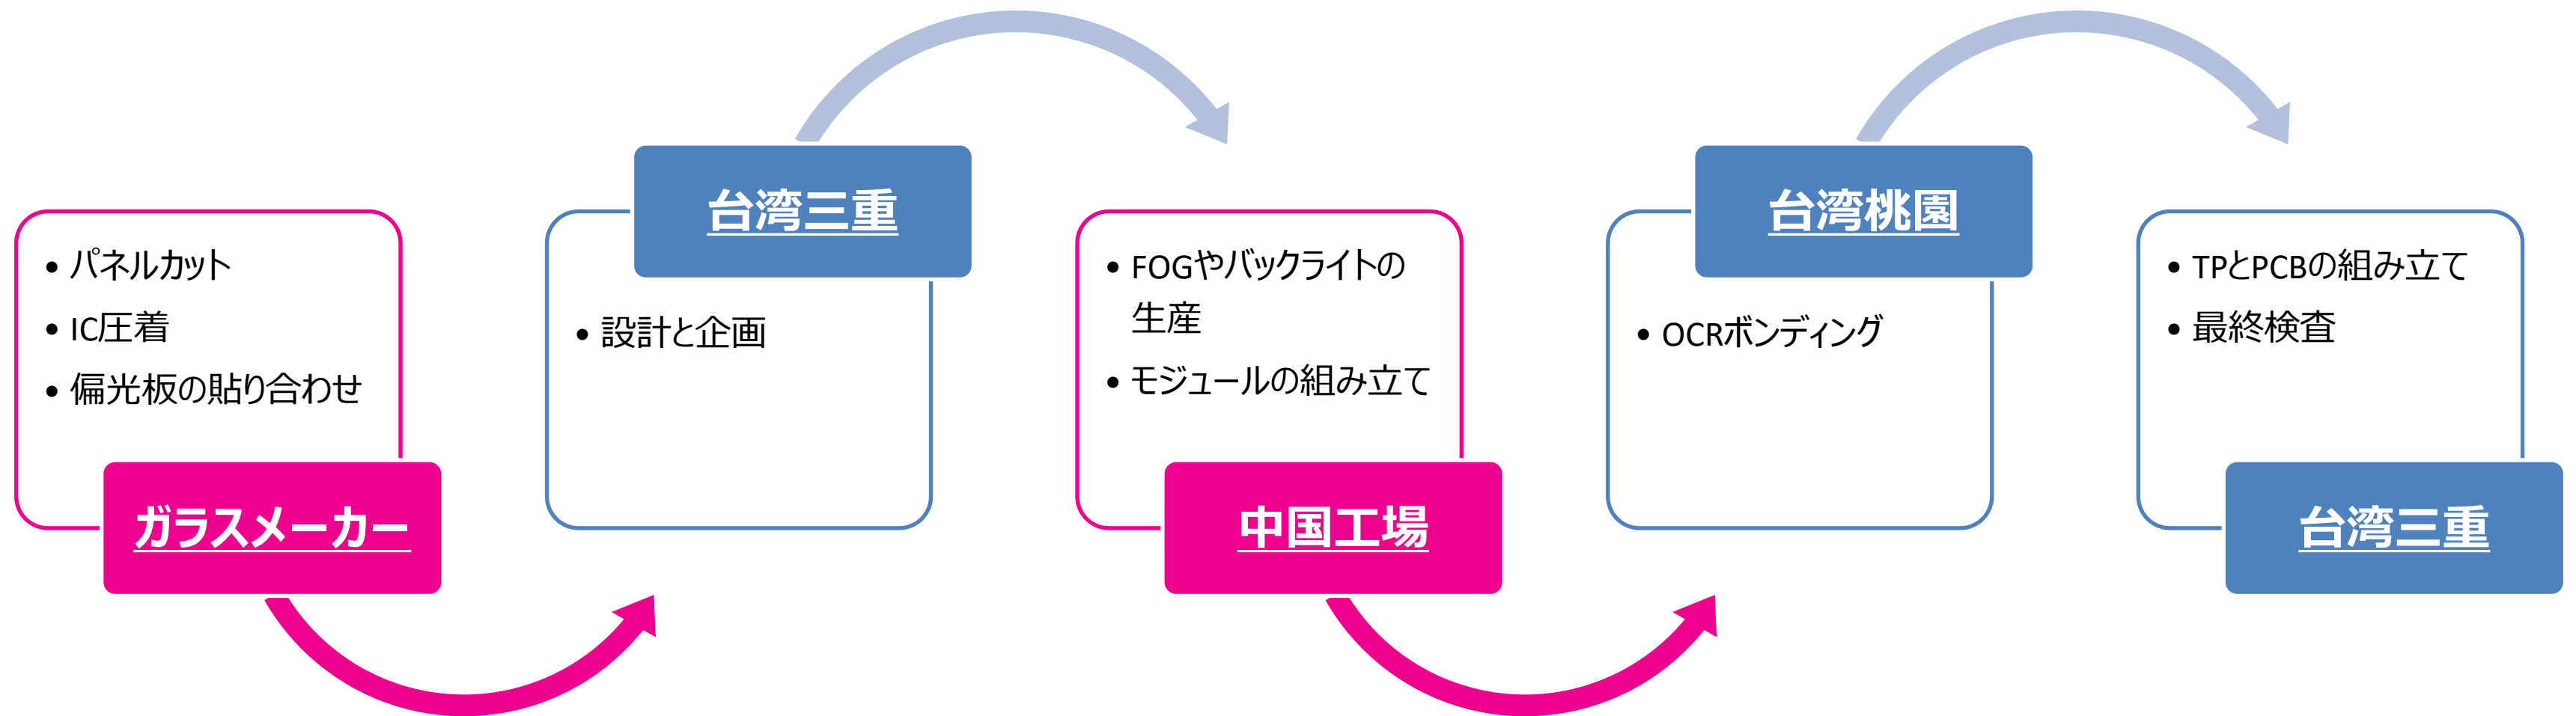 • パネルカット
• IC圧着
• 偏光板の貼り合わせ
ガラスメーカー
台湾三重
• 設計と企画
• FOGやバックライトの
生産
• モジュールの組み立て
中国工場
台湾桃園
• OCRボンディング
• TPとPCBの組み立て
• 最終検査
台湾三重